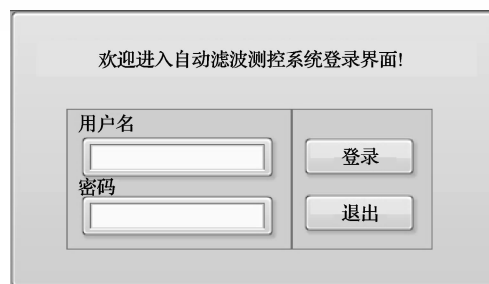 欢迎进入自动滤波测控系统登录界面!
用户名
登录
密码
退出